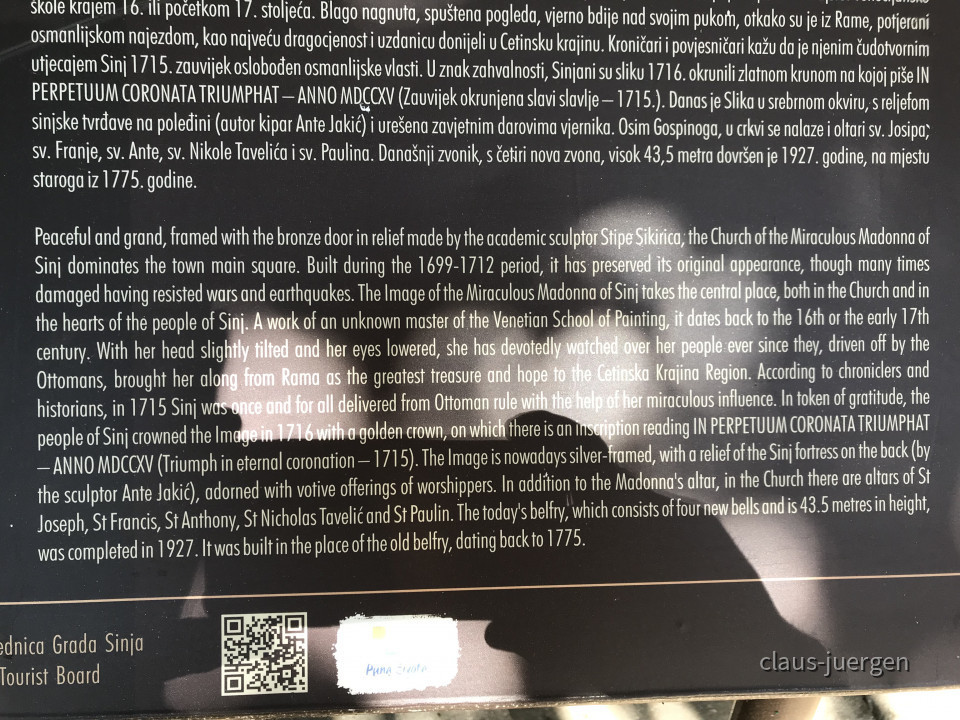 škole krajem 16. ili početkom 17. stoljeća. Blago nagnuta, spuštena pogleda, vjerno bdije nad svojim pukom, otkako su je iz Rame, potjerani
osmanlijskom najezdom, kao najveću dragocjenost i uzdanicu donijeli u Cetinsku krajinu. Kroničari i povjesničari kažu da je njenim čudotvornim
utjecajem Sinj 1715. zauvijek oslobođen osmanlijske vlasti. U znak zahvalnosti, Sinjani su sliku 1716. okrunili zlatnom krunom na kojoj piše IN
PERPETUUM CORONATA TRIUMPHAT – ANNO MDCCXV (Zauvijek okrunjena slavi slavlje – 1715.). Danas je Slika u srebrnom okviru, s reljefom
sinjske tvrđave na poleđini (autor kipar Ante Jakić) i urešena zavjetnim darovima vjernika. Osim Gospinoga, u crkvi se nalaze i oltari sv. Josipa,
sv. Franje, sv. Ante, sv. Nikole Tavelića i sv. Paulina. Današnji zvonik, s četiri nova zvona, visok 43,5 metra dovršen je 1927. godine, na mjestu
staroga iz 1775. godine.
Peaceful and grand, framed with the bronze door in relief made by the academic sculptor Stipe Sikirica, the Church of the Miraculous Madonna of
Sinj dominates the town main square. Built during the 1699-1712 period, it has preserved its original appearance, though many times
damaged having resisted wars and earthquakes. The Image of the Miraculous Madonna of Sinj takes the central place, both in the Church and in
the hearts of the people of Sinj. A work of an unknown master of the Venetian School of Painting, it dates back to the 16th or the early 17th
century. With her head slightly tilted and her eyes lowered, she has devotedly watched over her people ever since they, driven off by the
Ottomans, brought her along from Rama as the greatest treasure and hope to the Cetinska Krajina Region. According to chroniclers and
historians, in 1715 Sinj was once and for all delivered from Ottoman rule with the help of her miraculous influence. In token of gratitude, the
people of Sinj crowned the Image in 1716 with a golden crown, on which there is an inscription reading IN PERPETUUM CORONATA TRIUMPHAT
– ANNO MDCCXV (Triumph in eternal coronation – 1715). The Image is nowadays silver-framed, with a relief of the Sinj fortress on the back (by
the sculptor Ante Jakić), adorned with votive offerings of worshippers. In addition to the Madonna's altar, in the Church there are altars of St
Joseph, St Francis, St Anthony, St Nicholas Tavelić and St Paulin. The today's belfry, which consists of four new bells and is 43.5 metres in height,
was completed in 1927. It was built in the place of the old belfry, dating back to 1775.
ednica Grada Sinja
Tourist Board
Puna
claus-juergen